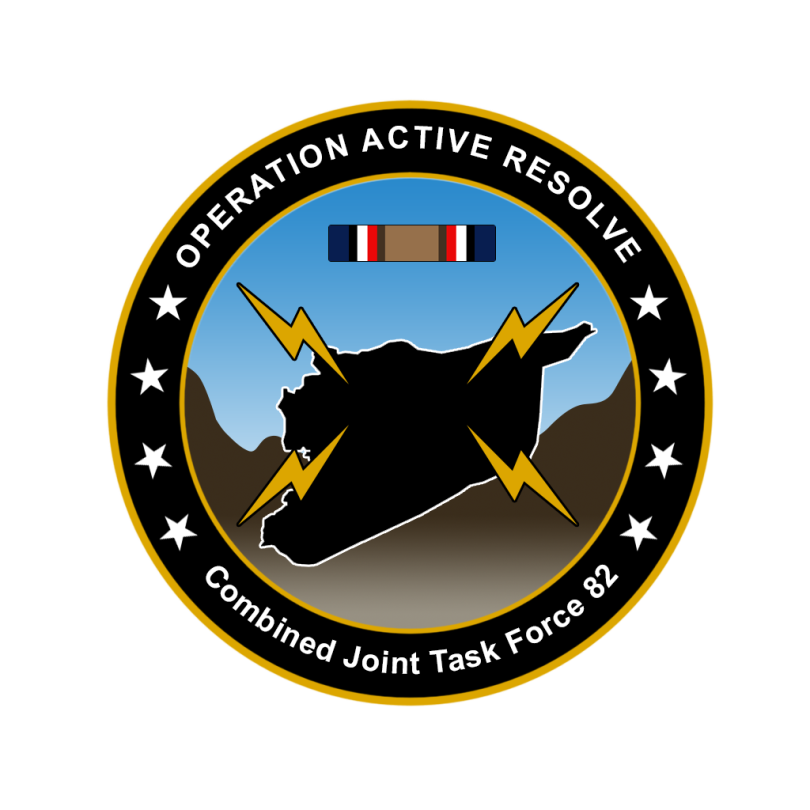 OPERATION ACTIVE RESOLVE
Combined Joint Task Force 82